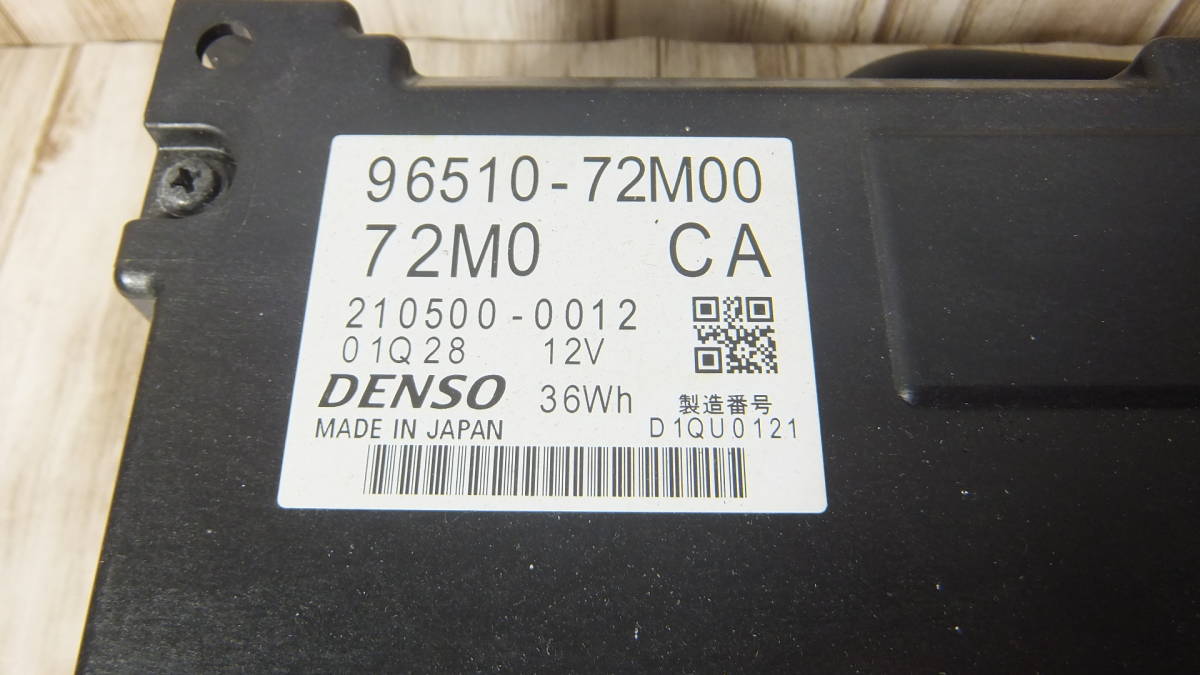 96510-72M00
72M0 CA
210500-0012
01Q28 12V
DENSO 36Wh 製造番号
MADE IN JAPAN D1QU0121